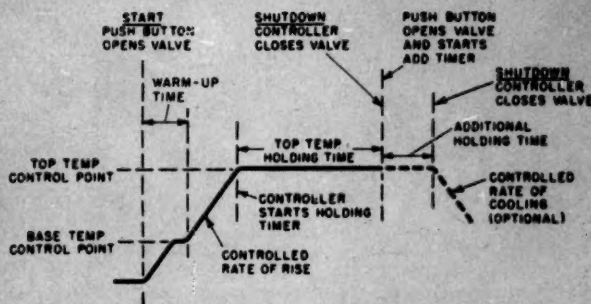 START
PUSH BUTTON
OPENS VALVE
SHUTDOWN
CONTROLLER
CLOSES VALVE
PUSH BUTTON
OPENS VALVE
AND STARTS
ADD TIMER
SHUTDOWN
CONTROLLER
CLOSES VALVE
WARM-UP
TIME
TOP TEMP
HOLDING TIME
ADDITIONAL
HOLDING TIME
TOP TEMP
CONTROL POINT
CONTROLLER
STARTS HOLDING
TIMER
CONTROLLED
RATE OF
COOLING
(OPTIONAL)
BASE TEMP
CONTROL POINT
CONTROLLED
RATE OF RISE